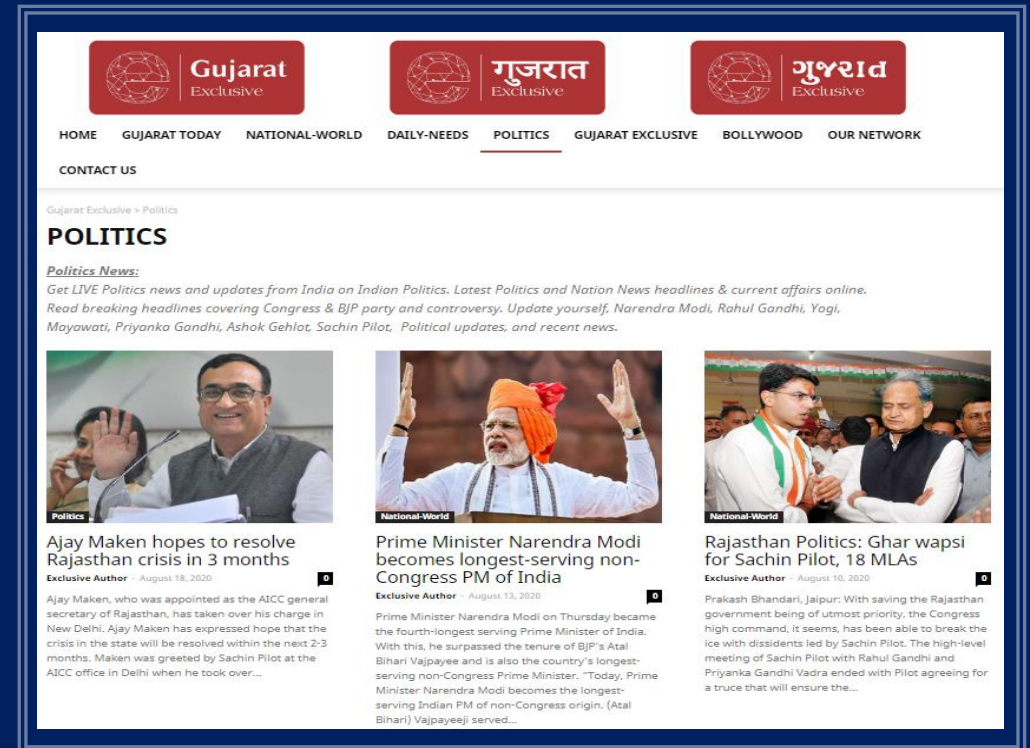 Gujarat
Exclusive
गुजरात
Exclusive
ગુજરાત
Exclusive
HOME GUJARAT TODAY NATIONAL-WORLD DAILY-NEEDS POLITICS GUJARAT EXCLUSIVE BOLLYWOOD OUR NETWORK
CONTACT US
Gujarat Exclusive > Politics
POLITICS
Politics News:
Get LIVE Politics news and updates from India on Indian Politics. Latest Politics and Nation News headlines & current affairs online.
Read breaking headlines covering Congress & BJP party and controversy. Update yourself, Narendra Modi, Rahul Gandhi, Yogi,
Mayawati, Priyanka Gandhi, Ashok Gehlot, Sachin Pilot, Political updates, and recent news.
Politics
Ajay Maken hopes to resolve
Rajasthan crisis in 3 months
Exclusive Author - August 18, 2020 0
Ajay Maken, who was appointed as the AICC general
secretary of Rajasthan, has taken over his charge in
New Delhi. Ajay Maken has expressed hope that the
crisis in the state will be resolved within the next 2-3
months. Maken was greeted by Sachin Pilot at the
AICC office in Delhi when he took over...
National-World
Prime Minister Narendra Modi
becomes longest-serving non-
Congress PM of India
Exclusive Author - August 13, 2020 0
Prime Minister Narendra Modi on Thursday became
the fourth-longest serving Prime Minister of India.
With this, he surpassed the tenure of BJP's Atal
Bihari Vajpayee and is also the country's longest-
serving non-Congress Prime Minister. "Today, Prime
Minister Narendra Modi becomes the longest-
serving Indian PM of non-Congress origin. (Atal
Bihari) Vajpayeeji served...
National-World
Rajasthan Politics: Ghar wapsi
for Sachin Pilot, 18 MLAs
Exclusive Author - August 10, 2020 0
Prakash Bhandari, Jaipur: With saving the Rajasthan
government being of utmost priority, the Congress
high command, it seems, has been able to break the
ice with dissidents led by Sachin Pilot. The high-level
meeting of Sachin Pilot with Rahul Gandhi and
Priyanka Gandhi Vadra ended with Pilot agreeing for
a truce that will ensure the...